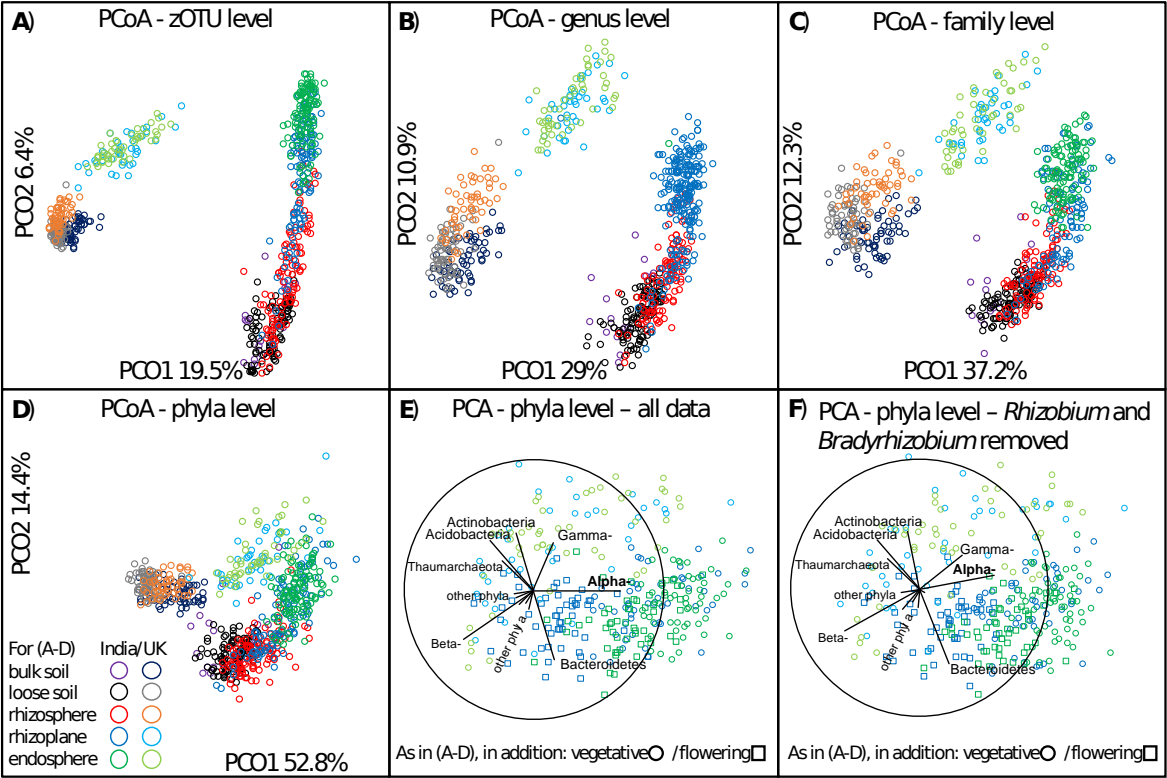 A) PCoA - zOTU level
PCO2 6.4%
PCO1 19.5%
B) PCoA - genus level
PCO2 10.9%
PCO1 29%
C) PCoA - family level
PCO2 12.3%
PCO1 37.2%
D) PCoA - phyla level
PCO2 14.4%
For (A-D) India/UK
bulk soil
loose soil
rhizosphere
rhizoplane
endosphere
PCO1 52.8%
E) PCA - phyla level – all data
Actinobacteria
Acidobacteria
Gamma-
Thaumarchaeota
Alpha-
other phyla
Beta-
other phyla
Bacteroidetes
As in (A-D), in addition: vegetative /flowering
F) PCA - phyla level – Rhizobium and
Bradyrhizobium removed
Actinobacteria
Acidobacteria
Gamma-
Thaumarchaeota
Alpha-
other phyla
Beta-
other phyla
Bacteroidetes
As in (A-D), in addition: vegetative /flowering